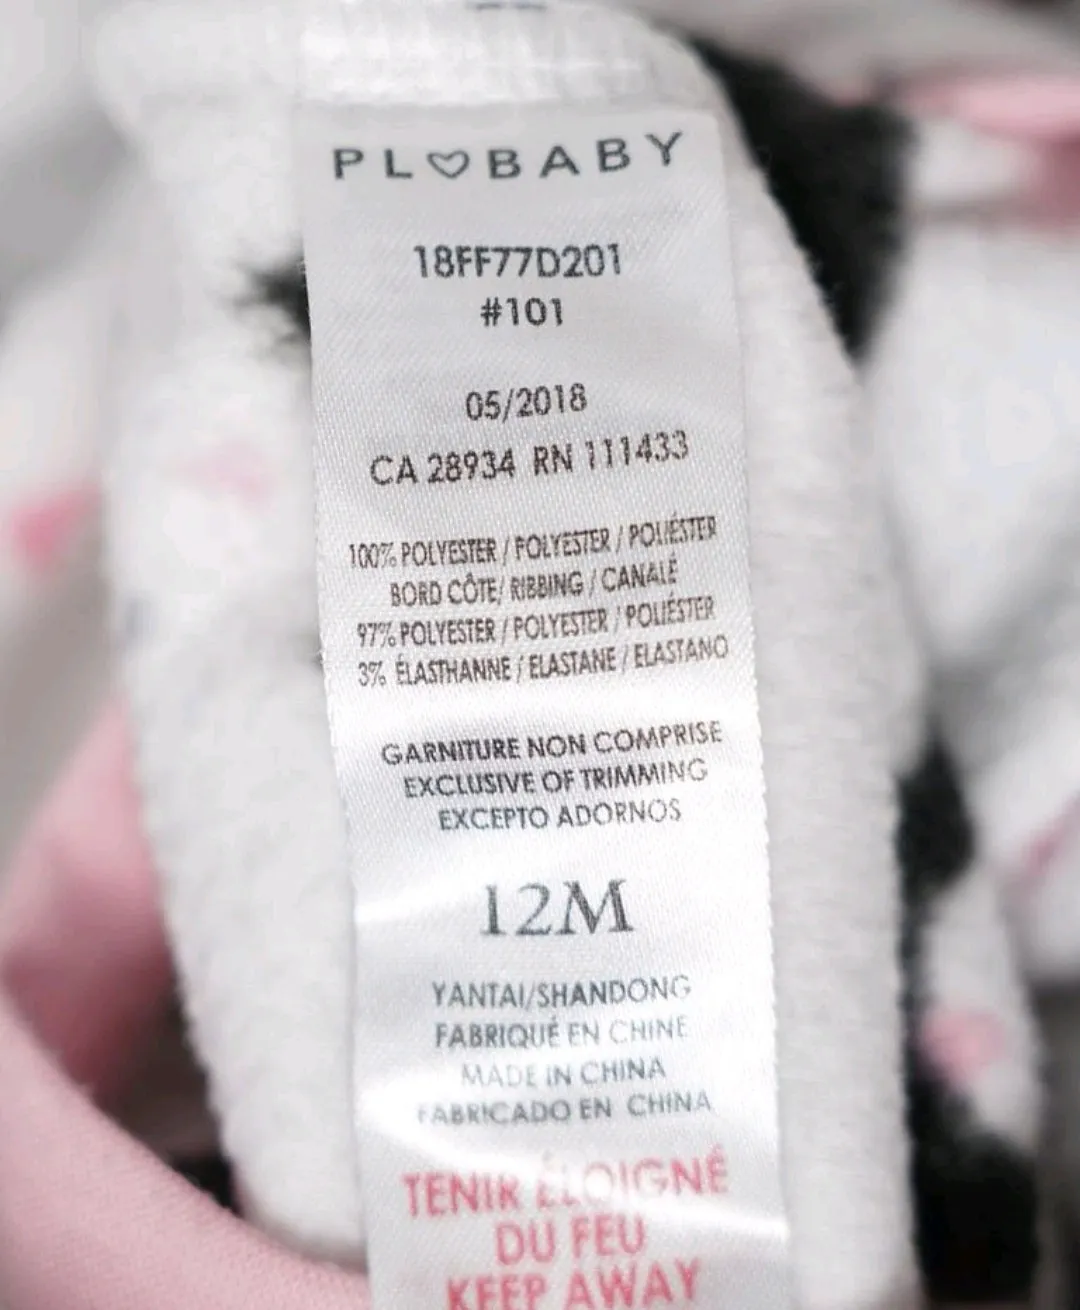 PL♡BABY
18FF77D201
#101
05/2018
CA 28934 RN 111433
100% POLYESTER / POLYESTER / POLIÉSTER
BORD CÔTE/ RIBBING / CANALÉ
97% POLYESTER / POLYESTER / POLIÉSTER
3% ÉLASTHANNE / ELASTANE / ELASTANO
GARNITURE NON COMPRISE
EXCLUSIVE OF TRIMMING
EXCEPTO ADORNOS
12M
YANTAI/SHANDONG
FABRIQUÉ EN CHINE
MADE IN CHINA
FABRICADO EN CHINA
TENIR ÉLOIGNÉ
DU FEU
KEEP AWAY